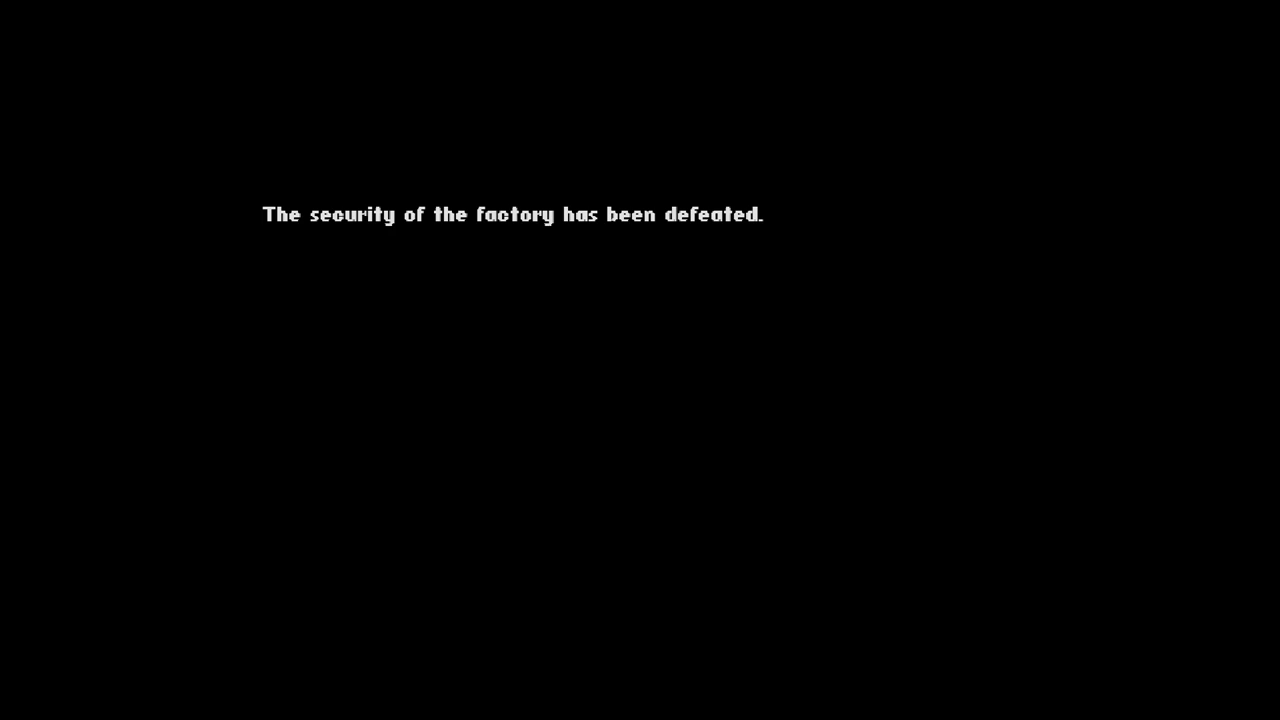 The security of the factory has been defeated.